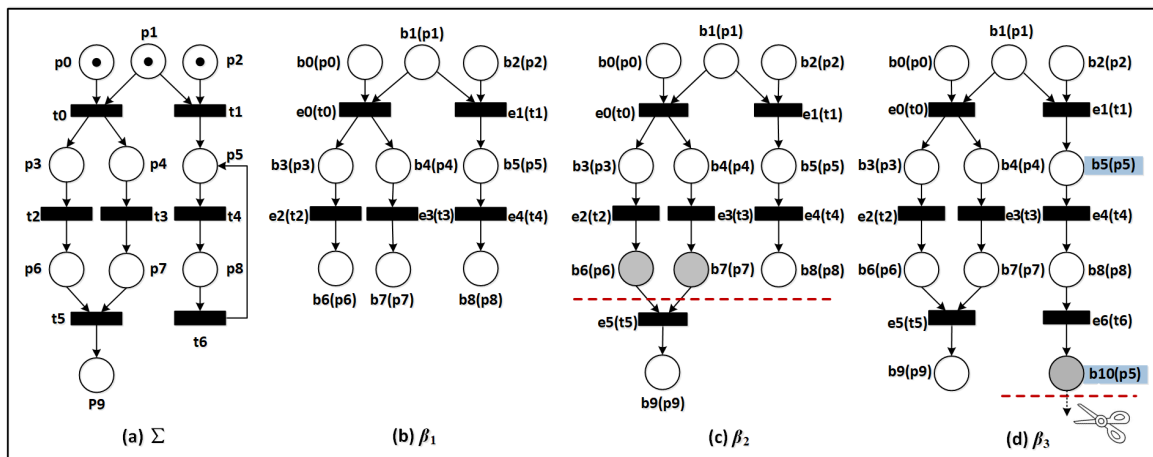 p1
p0
p2
t0
t1
p3
p4
p5
t2
t3
t4
p6
p7
p8
t5
t6
P9
(a) Σ
b1(p1)
b0(p0)
b2(p2)
e0(t0)
e1(t1)
b3(p3)
b4(p4)
b5(p5)
e2(t2)
e3(t3)
e4(t4)
b6(p6)
b7(p7)
b8(p8)
(b) β1
b1(p1)
b0(p0)
b2(p2)
e0(t0)
e1(t1)
b3(p3)
b4(p4)
b5(p5)
e2(t2)
e3(t3)
e4(t4)
b6(p6)
b7(p7)
b8(p8)
e5(t5)
b9(p9)
(c) β2
b1(p1)
b0(p0)
b2(p2)
e0(t0)
e1(t1)
b3(p3)
b4(p4)
b5(p5)
e2(t2)
e3(t3)
e4(t4)
b6(p6)
b7(p7)
b8(p8)
e5(t5)
e6(t6)
b9(p9)
b10(p5)
(d) β3